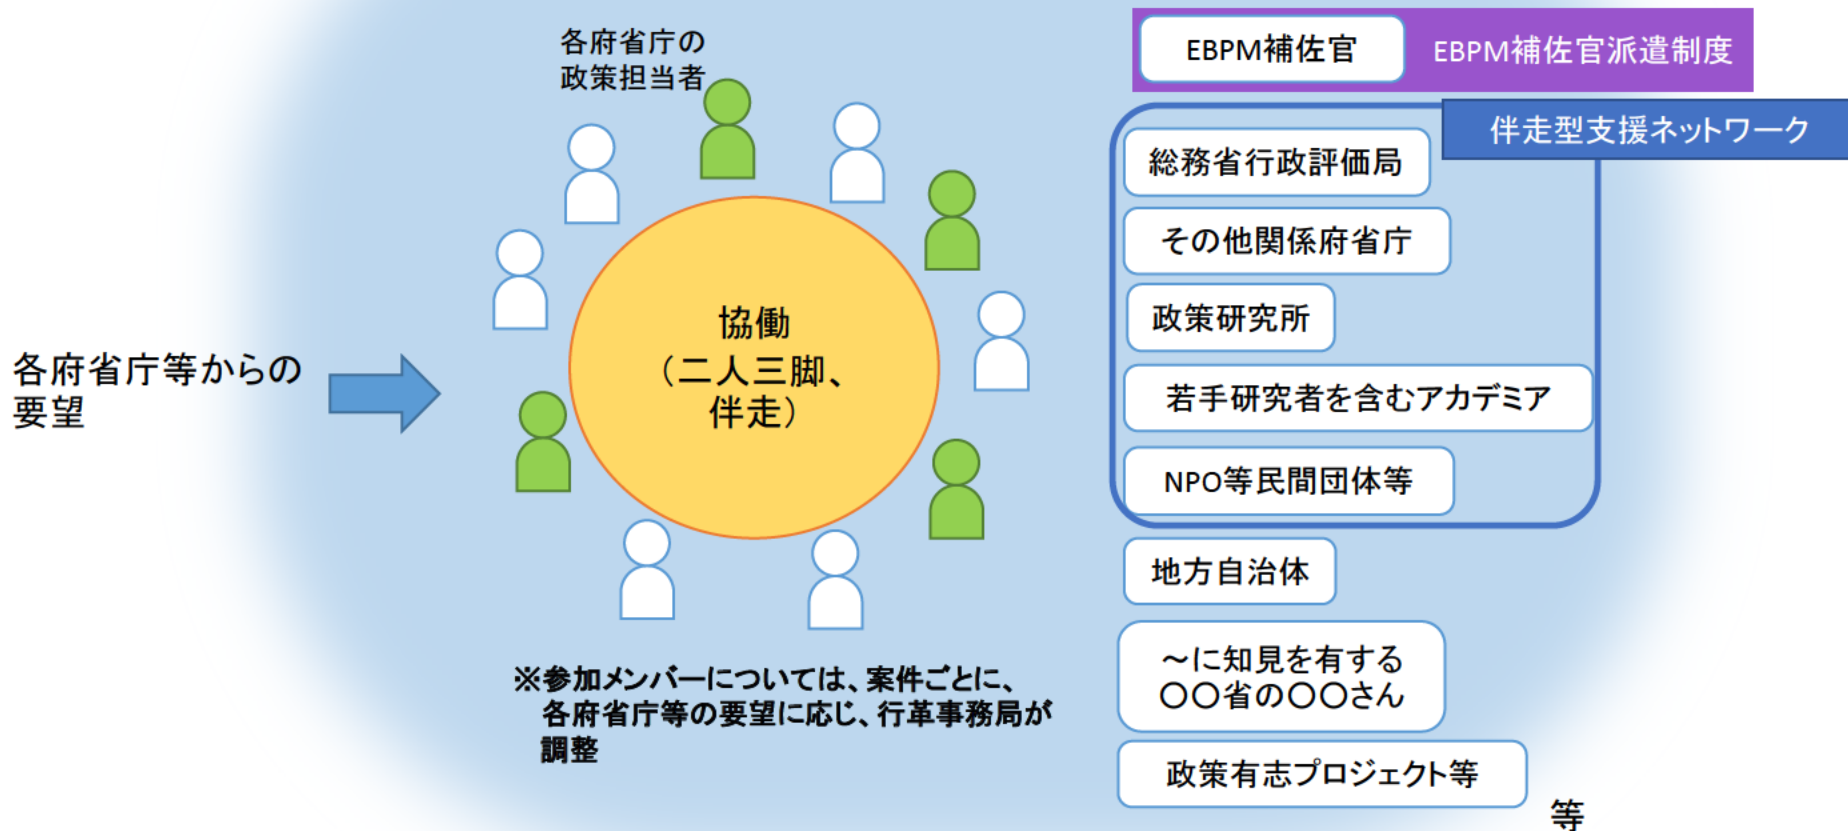 各府省庁の
政策担当者
EBPM補佐官
EBPM補佐官派遣制度
伴走型支援ネットワーク
総務省行政評価局
その他関係府省庁
政策研究所
若手研究者を含むアカデミア
NPO等民間団体等
地方自治体
～に知見を有する
〇〇省の〇〇さん
政策有志プロジェクト等
等
各府省庁等からの
要望
協働
（二人三脚、
伴走）
※参加メンバーについては、案件ごとに、
各府省庁等の要望に応じ、行革事務局が
調整